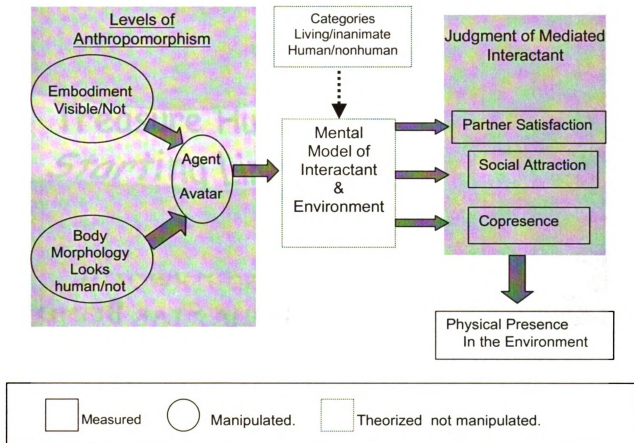 Levels of
Anthropomorphism
Embodiment
Visible/Not
Agent
Avatar
Body
Morphology
Looks
human/not
Categories
Living/inanimate
Human/nonhuman
Mental
Model of
Interactant
&
Environment
Judgment of Mediated
Interactant
Partner Satisfaction
Social Attraction
Copresence
Physical Presence
In the Environment
Measured
Manipulated.
Theorized not manipulated.